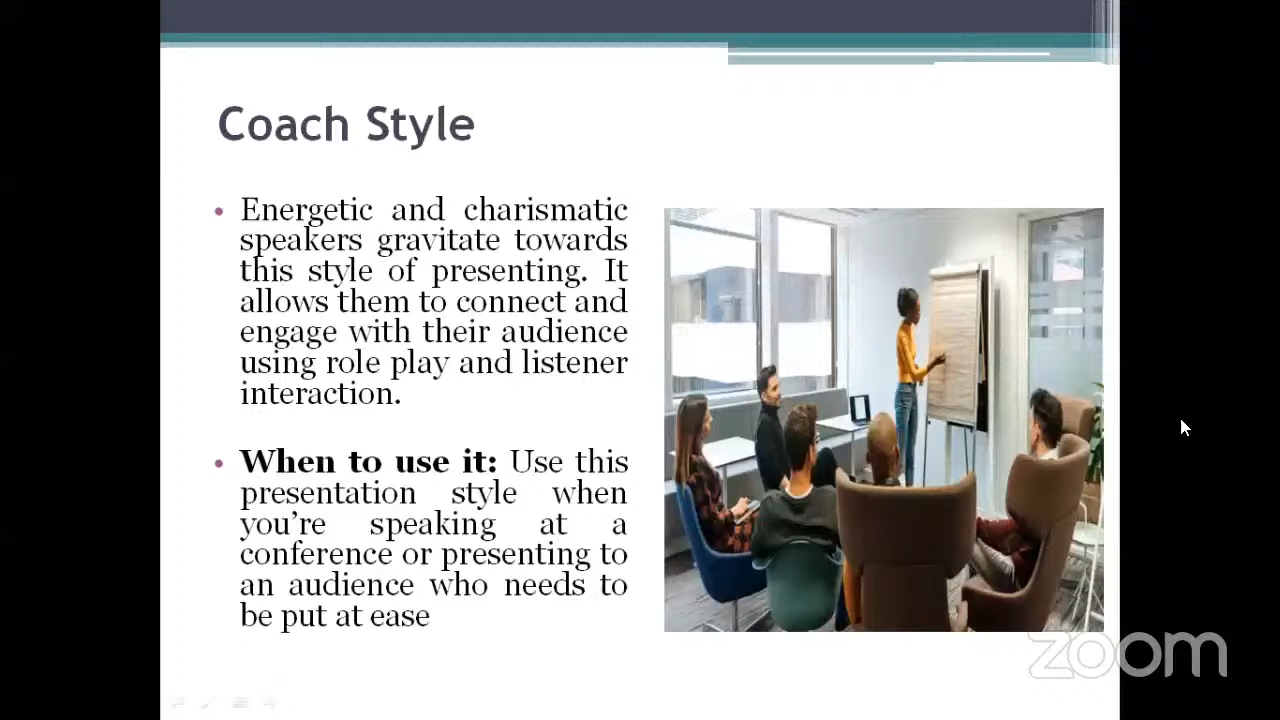 Coach Style
• Energetic and charismatic
speakers gravitate towards
this style of presenting. It
allows them to connect and
engage with their audience
using role play and listener
interaction.
• When to use it: Use this
presentation style when
you're speaking at a
conference or presenting to
an audience who needs to
be put at ease
zoom